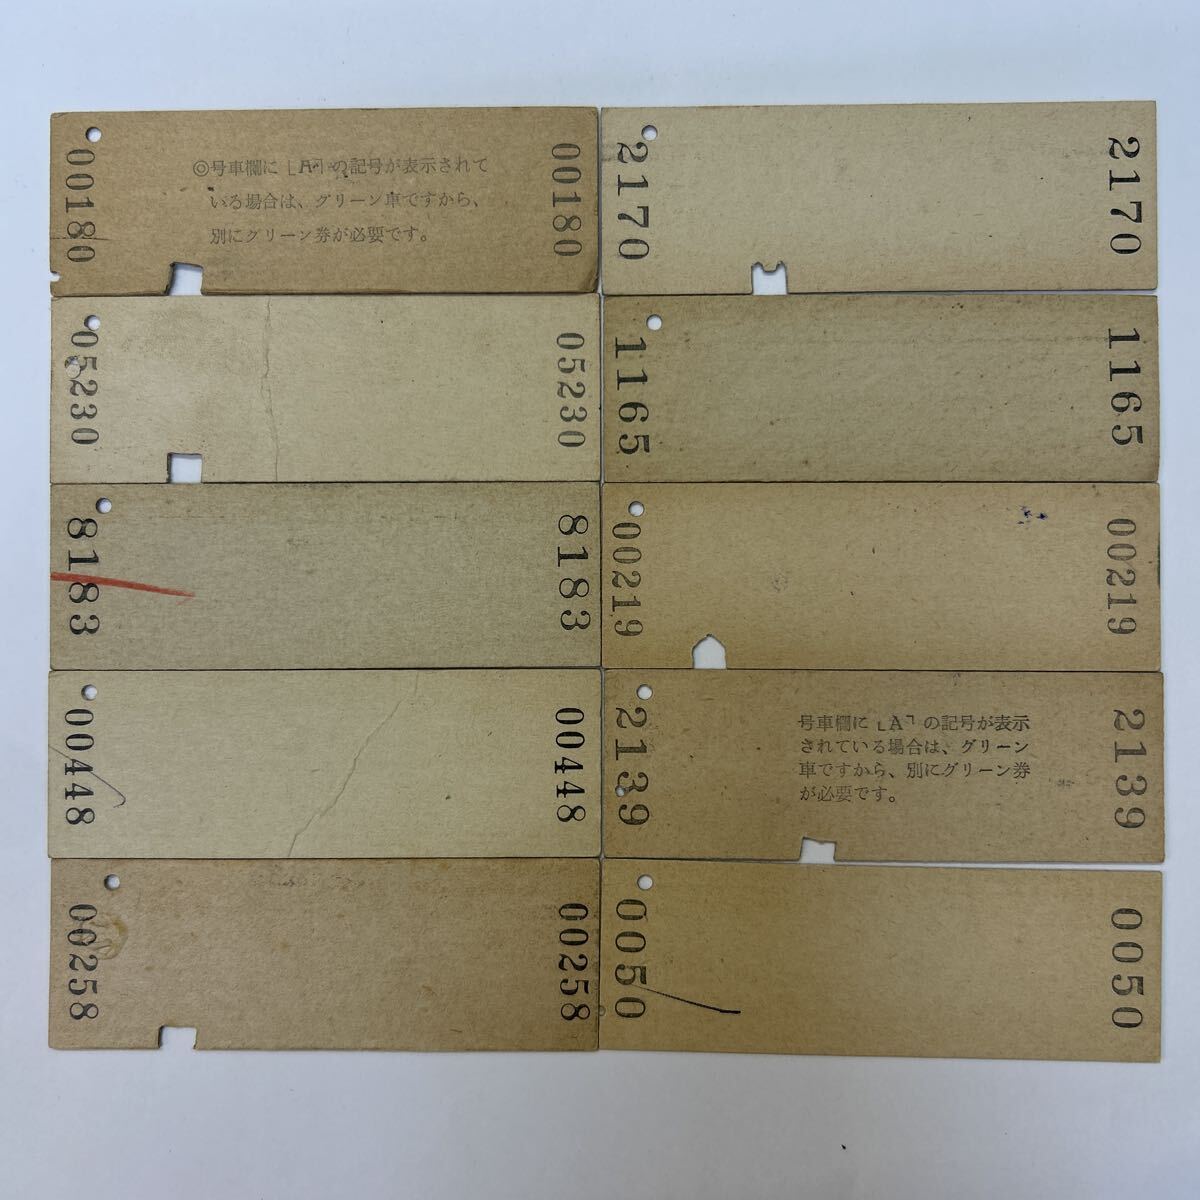 00180
◎号車欄に「A」の記号が表示されて
いる場合は、グリーン車ですから、
別にグリーン券が必要です。
00180
05230
05230
8183
8183
00448
00448
00258
00258
2170
2170
1165
1165
00219
00219
2139
号車欄に「A」の記号が表示
されている場合は、グリーン
車ですから、別にグリーン券
が必要です。
2139
0050
0050